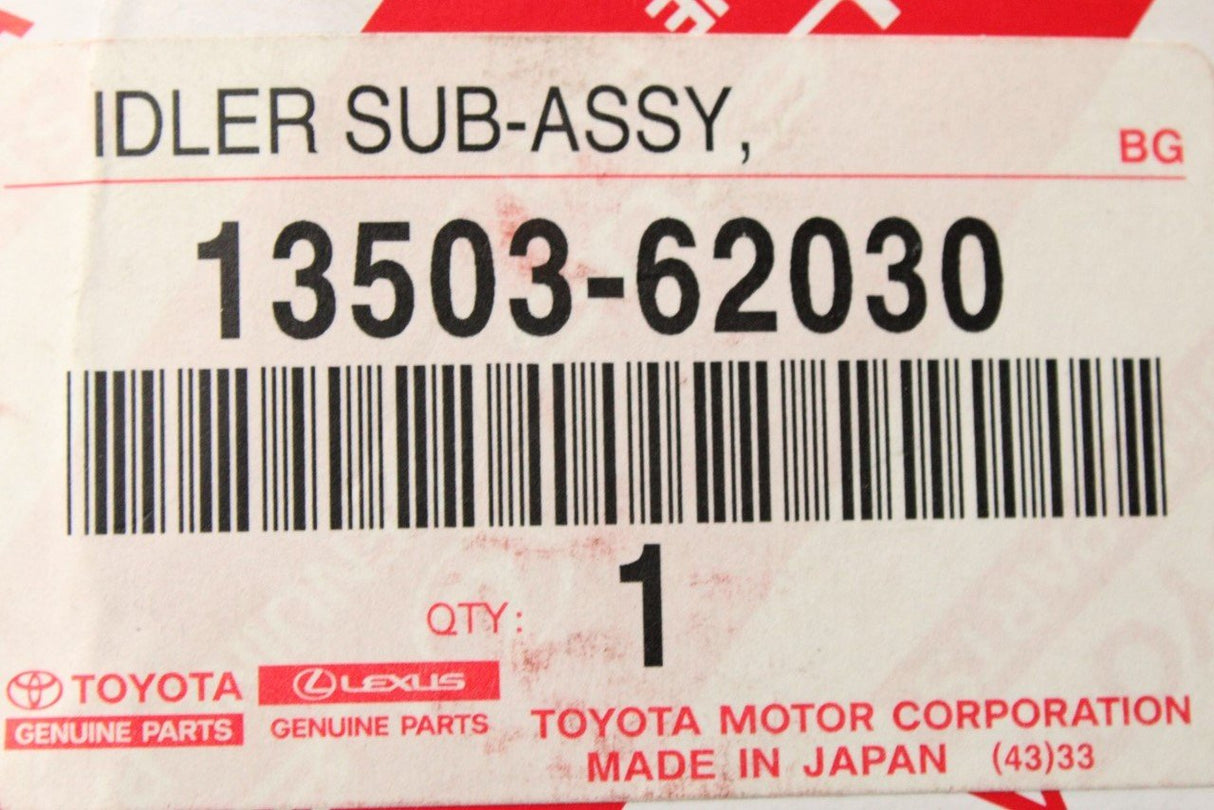 IDLER SUB-ASSY,
BG
13503-62030
QTY: 1
TOYOTA
GENUINE PARTS
LEXUS
GENUINE PARTS
TOYOTA MOTOR CORPORATION
MADE IN JAPAN (43)33